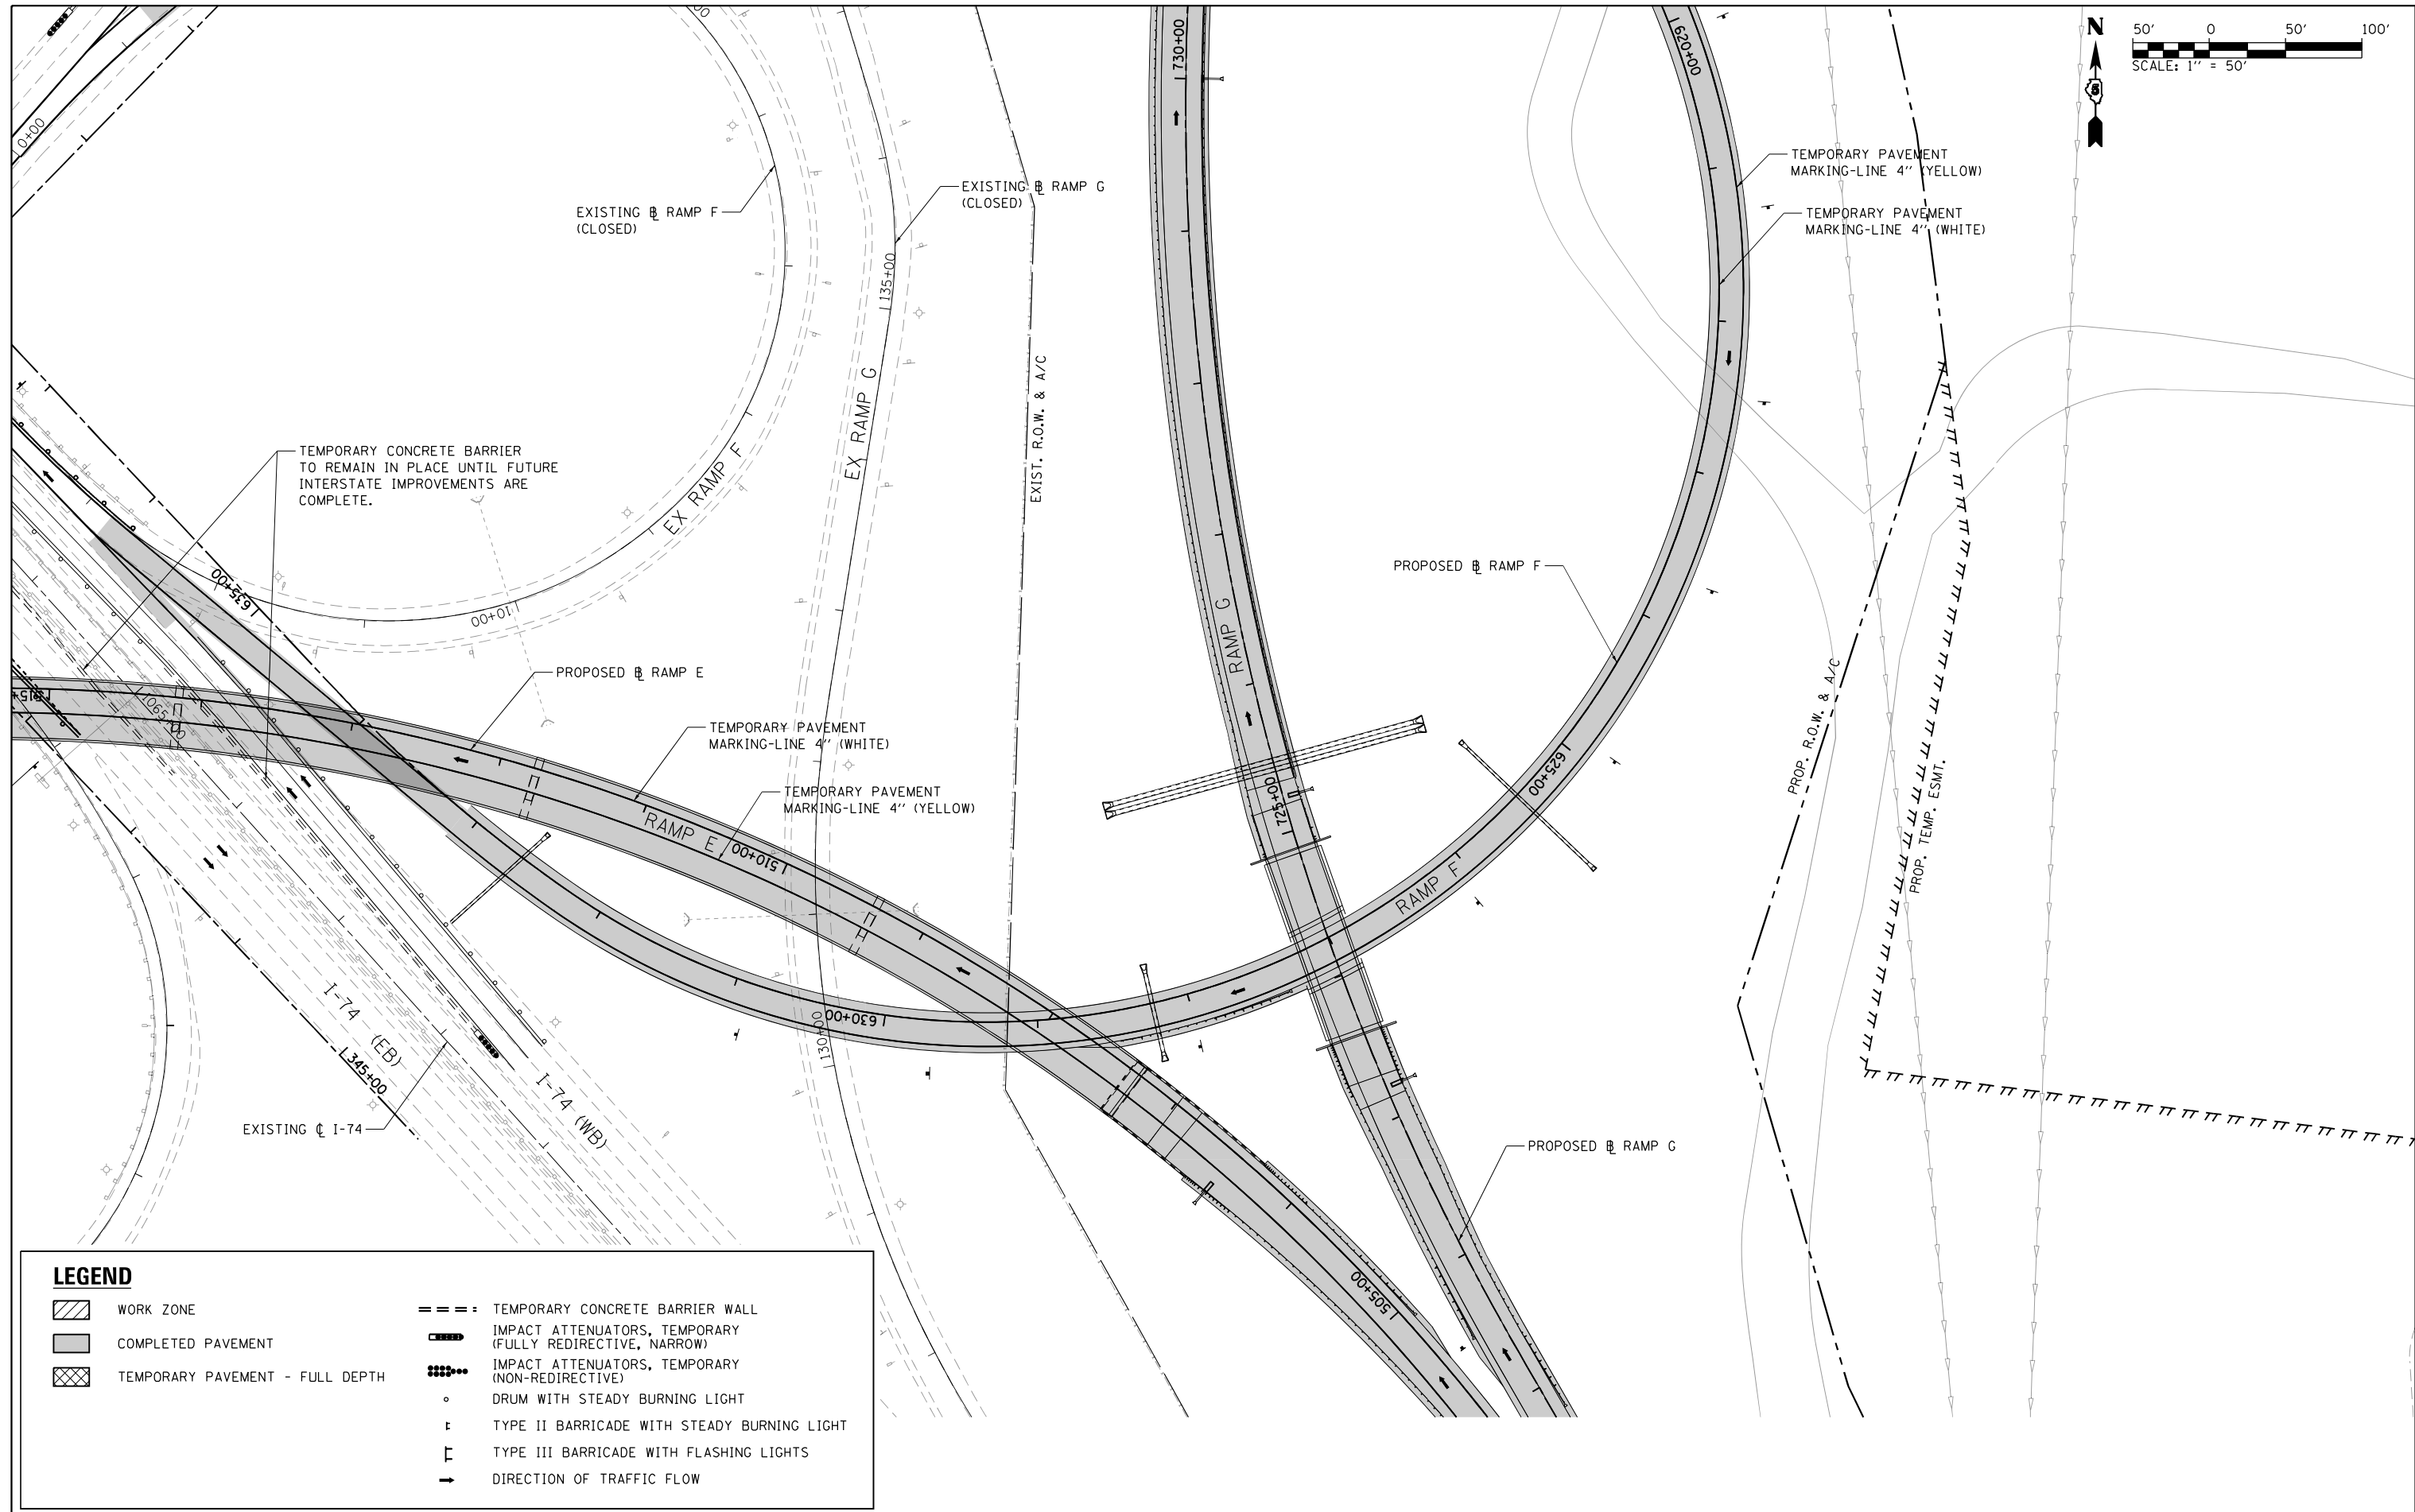 N
50' 0 50' 100'
SCALE: 1'' = 50'
5
730+00
620+00
0+00
00
TEMPORARY PAVEMENT
MARKING-LINE 4'' (YELLOW)
TEMPORARY PAVEMENT
MARKING-LINE 4'' (WHITE)
EXISTING ℄ RAMP F
(CLOSED)
EXISTING ℄ RAMP G
(CLOSED)
135+00
EX RAMP G
EX RAMP F
EXIST. R.O.W. & A/C
TEMPORARY CONCRETE BARRIER
TO REMAIN IN PLACE UNTIL FUTURE
INTERSTATE IMPROVEMENTS ARE
COMPLETE.
PROPOSED ℄ RAMP F
635+00
10+00
RAMP G
PROPOSED ℄ RAMP E
515+
1065+00
TEMPORARY PAVEMENT
MARKING-LINE 4'' (WHITE)
TEMPORARY PAVEMENT
MARKING-LINE 4'' (YELLOW)
RAMP E
510+00
725+00
625+00
RAMP F
PROP. R.O.W. & A/C
PROP. TEMP. ESMT.
630+00
130+00
I-74 (EB)
345+00
I-74 (WB)
EXISTING ℄ I-74
PROPOSED ℄ RAMP G
505+00
LEGEND
WORK ZONE
COMPLETED PAVEMENT
TEMPORARY PAVEMENT - FULL DEPTH
TEMPORARY CONCRETE BARRIER WALL
IMPACT ATTENUATORS, TEMPORARY
(FULLY REDIRECTIVE, NARROW)
IMPACT ATTENUATORS, TEMPORARY
(NON-REDIRECTIVE)
DRUM WITH STEADY BURNING LIGHT
TYPE II BARRICADE WITH STEADY BURNING LIGHT
TYPE III BARRICADE WITH FLASHING LIGHTS
DIRECTION OF TRAFFIC FLOW